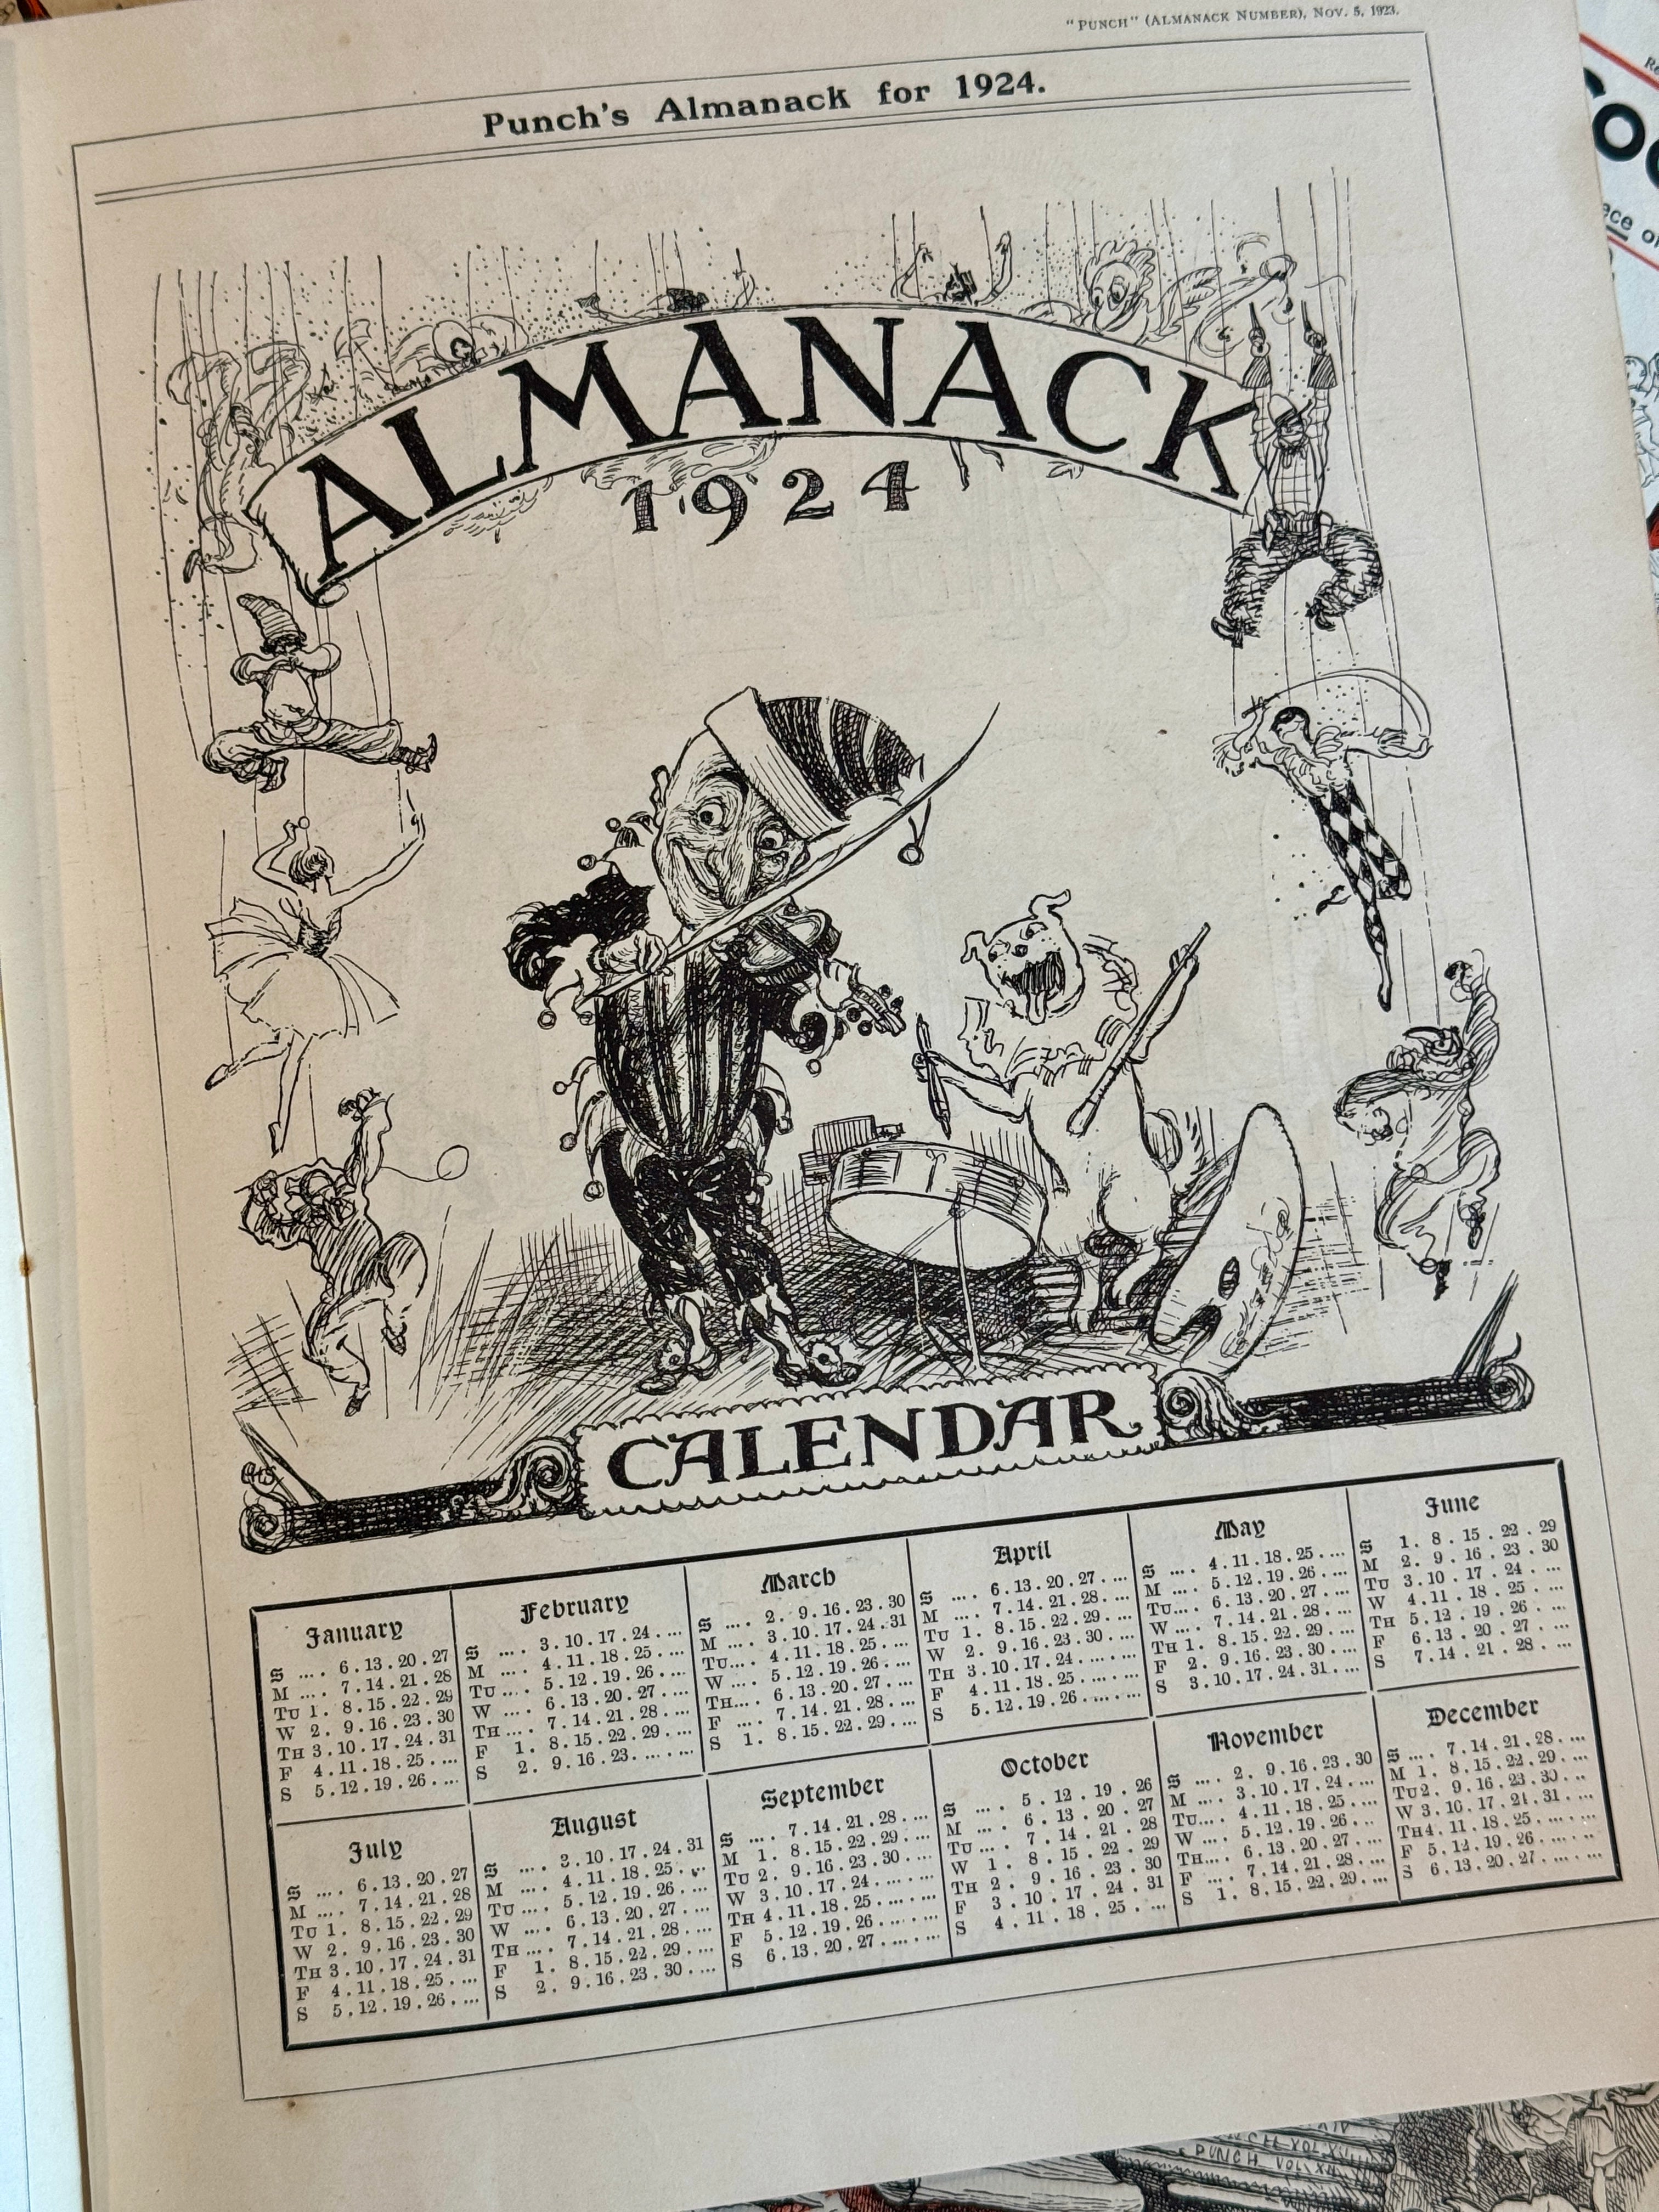 "PUNCH" (ALMANACK NUMBER), NOV. 5, 1923.
Punch's Almanack for 1924.
ALMANACK
1924
CALENDAR
January
S .... 6.13.20.27
M .... 7.14.21.28
TU 1. 8.15.22.29
W 2. 9.16.23.30
TH 3.10.17.24.31
F 4.11.18.25....
S 5.12.19.26....
February
S .... 3.10.17.24....
M .... 4.11.18.25....
TU.... 5.12.19.26....
W .... 6.13.20.27....
TH.... 7.14.21.28....
F 1. 8.15.22.29....
S 2. 9.16.23.......
March
S .... 2. 9.16.23.30
M .... 3.10.17.24.31
TU.... 4.11.18.25....
W .... 5.12.19.26....
TH.... 6.13.20.27....
F .... 7.14.21.28....
S 1. 8.15.22.29....
April
S .... 6.13.20.27....
M .... 7.14.21.28....
TU 1. 8.15.22.29....
W 2. 9.16.23.30....
TH 3.10.17.24.......
F 4.11.18.25.......
S 5.12.19.26.......
May
S .... 4.11.18.25....
M .... 5.12.19.26....
TU.... 6.13.20.27....
W .... 7.14.21.28....
TH 1. 8.15.22.29....
F 2. 9.16.23.30....
S 3.10.17.24.31....
June
S 1. 8.15.22.29
M 2. 9.16.23.30
TU 3.10.17.24....
W 4.11.18.25....
TH 5.12.19.26....
F 6.13.20.27....
S 7.14.21.28....
July
S .... 6.13.20.27
M .... 7.14.21.28
TU 1. 8.15.22.29
W 2. 9.16.23.30
TH 3.10.17.24.31
F 4.11.18.25....
S 5.12.19.26....
August
S .... 3.10.17.24.31
M .... 4.11.18.25....
TU .... 5.12.19.26....
W .... 6.13.20.27....
TH .... 7.14.21.28....
F 1. 8.15.22.29....
S 2. 9.16.23.30....
September
S .... 7.14.21.28....
M 1. 8.15.22.29....
TU 2. 9.16.23.30....
W 3.10.17.24.......
TH 4.11.18.25.......
F 5.12.19.26.......
S 6.13.20.27.......
October
S .... 5.12.19.26
M .... 6.13.20.27
TU .... 7.14.21.28
W 1. 8.15.22.29
TH 2. 9.16.23.30
F 3.10.17.24.31
S 4.11.18.25....
November
S .... 2. 9.16.23.30
M .... 3.10.17.24....
TU.... 4.11.18.25....
W .... 5.12.19.26....
TH.... 6.13.20.27....
F .... 7.14.21.28....
S 1. 8.15.22.29....
December
S .... 7.14.21.28....
M 1. 8.15.22.29....
TU 2. 9.16.23.30....
W 3.10.17.24.31....
TH 4.11.18.25.......
F 5.12.19.26.......
S 6.13.20.27.......
PUNCH VOL